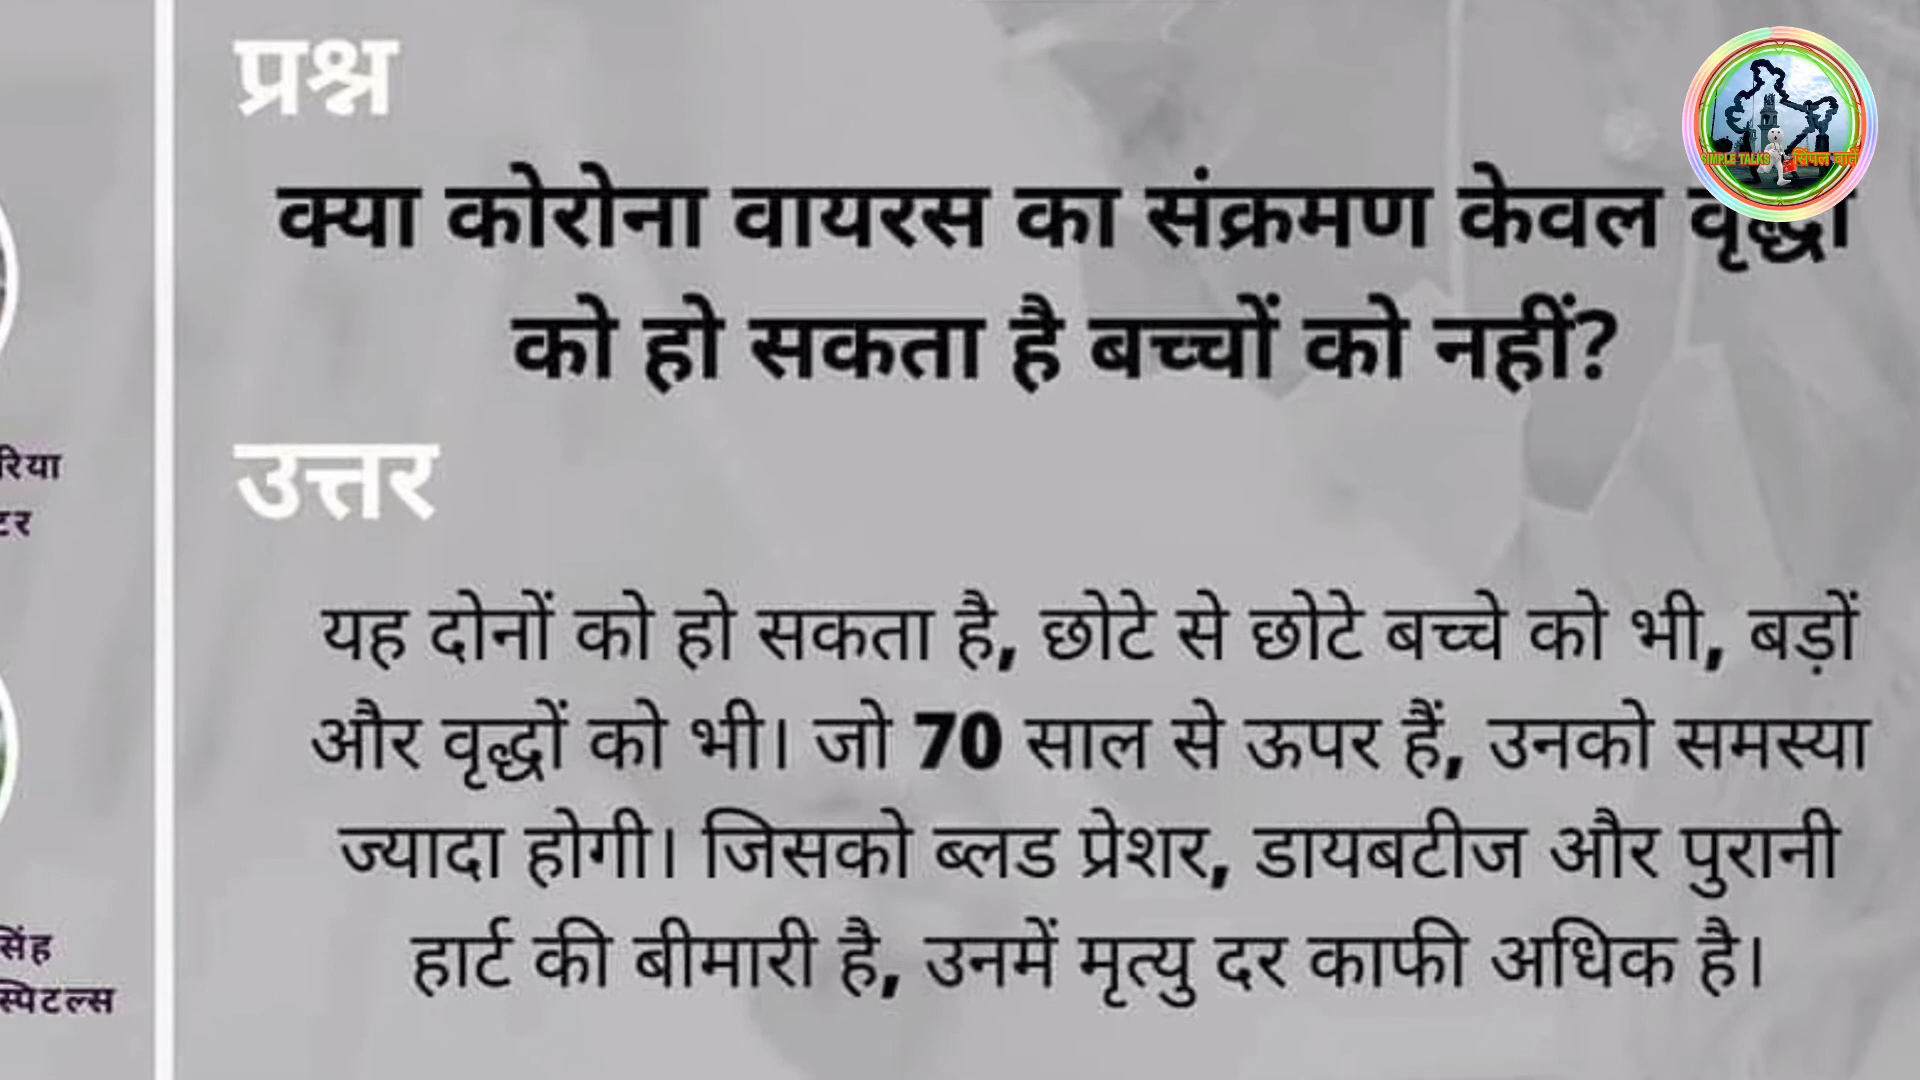 प्रश्न
क्या कोरोना वायरस का संक्रमण केवल वृद्धों
को हो सकता है बच्चों को नहीं?
उत्तर
यह दोनों को हो सकता है, छोटे से छोटे बच्चे को भी, बड़ों
और वृद्धों को भी। जो 70 साल से ऊपर हैं, उनको समस्या
ज्यादा होगी। जिसको ब्लड प्रेशर, डायबटीज और पुरानी
हार्ट की बीमारी है, उनमें मृत्यु दर काफी अधिक है।
SIMPLE TALKS सिंपल बातें
रिया
टर
सिंह
स्पिटल्स